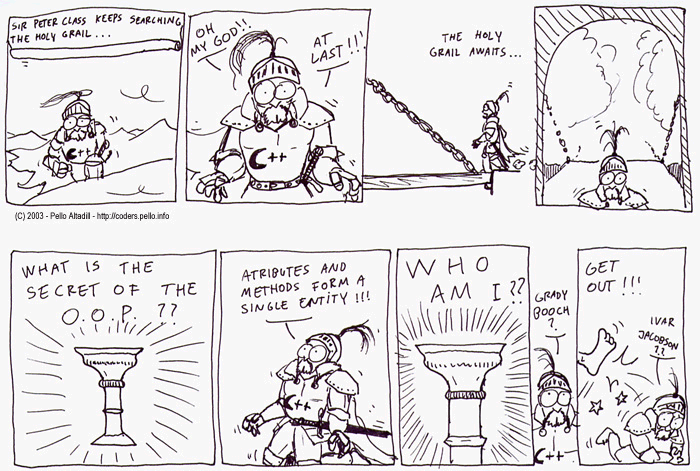 SIR PETER CLASS KEEPS SEARCHING
THE HOLY GRAIL...
C++
OH
MY GOD!!
AT
LAST!!
C++
THE HOLY
GRAIL AWAITS...
(C) 2003 - Pello Altadill - http://coders.pello.info
WHAT IS THE
SECRET OF THE
O.O.P. ??
ATRIBUTES AND
METHODS FORM A
SINGLE ENTITY!!!
C++
WHO
AM I??
GRADY
BOOCH
?.
C++
GET
OUT!!!
IVAR
JACOBSON
??